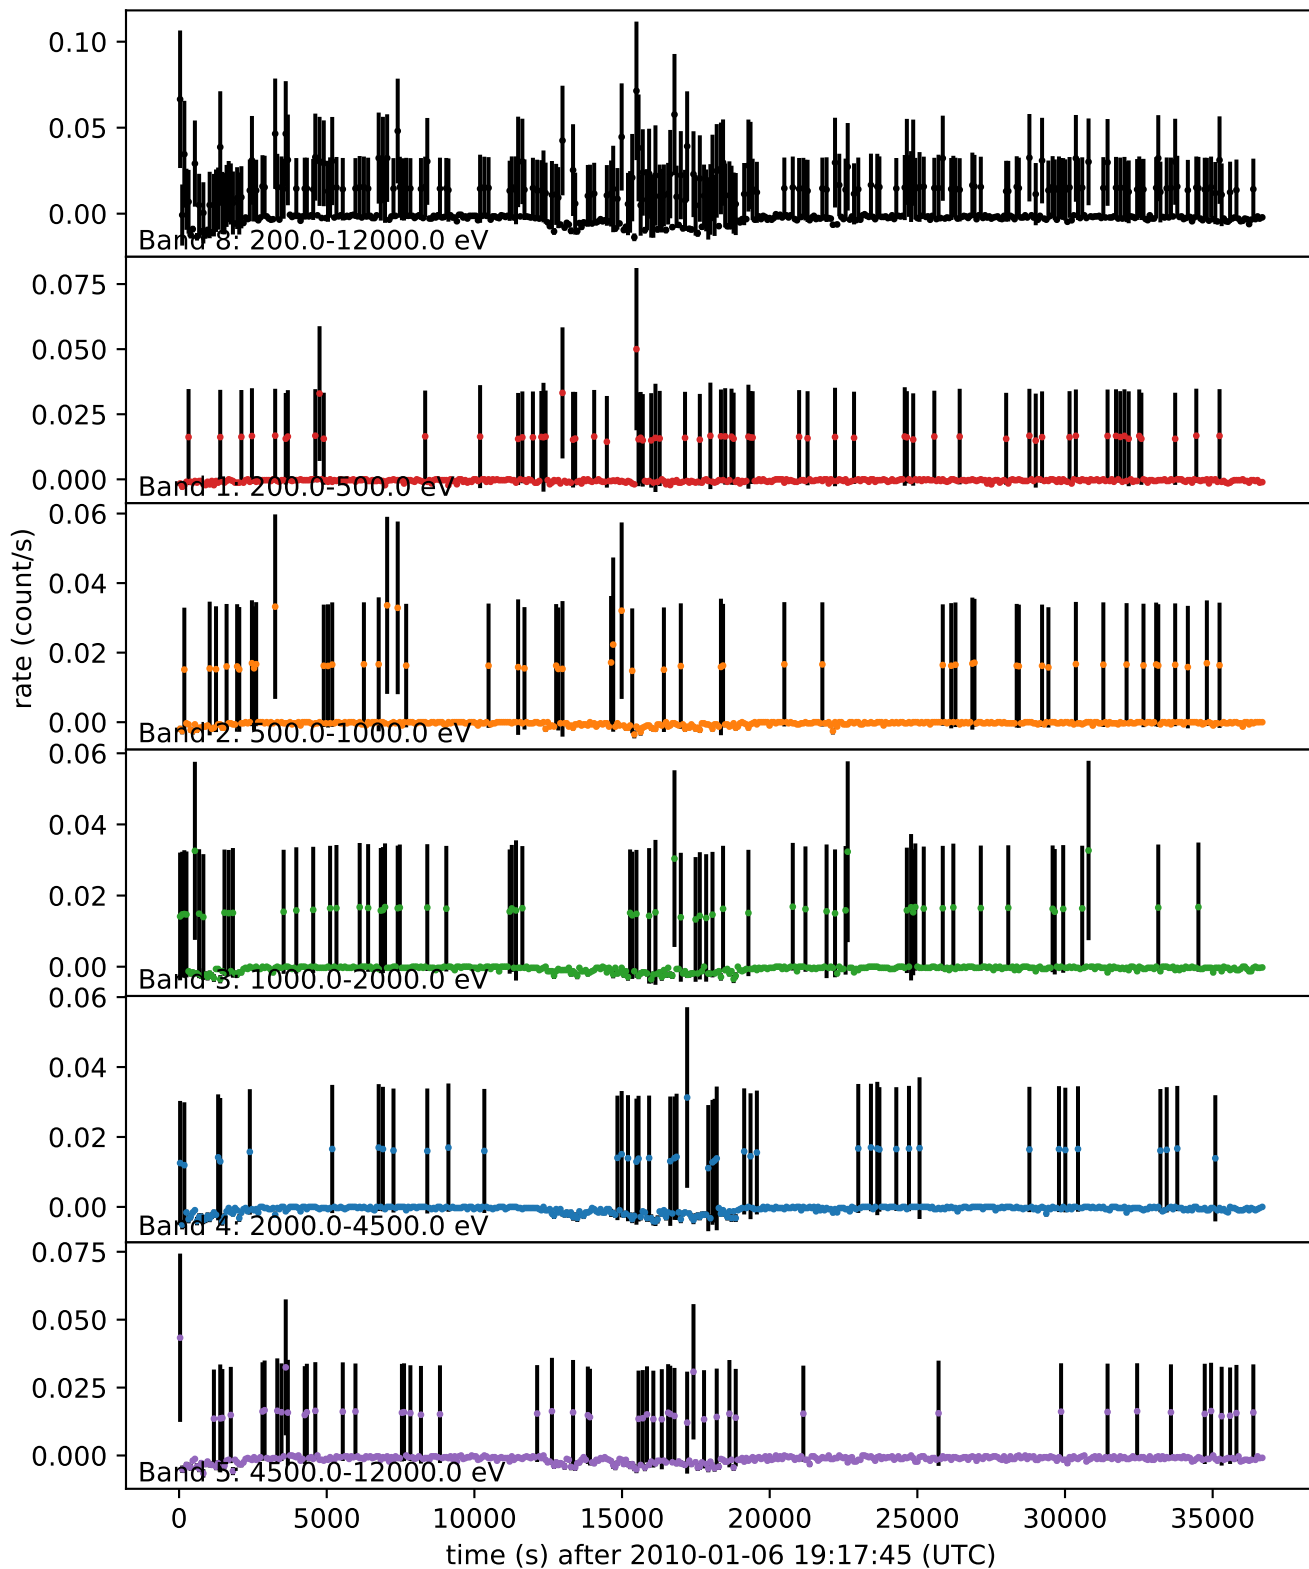 0.10
0.05
0.00
Band 8: 200.0-12000.0 eV
0.075
0.050
0.025
0.000
Band 1: 200.0-500.0 eV
0.06
0.04
0.02
0.00
Band 2: 500.0-1000.0 eV
rate (count/s)
0.06
0.04
0.02
0.00
Band 3: 1000.0-2000.0 eV
0.06
0.04
0.02
0.00
Band 4: 2000.0-4500.0 eV
0.075
0.050
0.025
0.000
Band 5: 4500.0-12000.0 eV
0 5000 10000 15000 20000 25000 30000 35000
time (s) after 2010-01-06 19:17:45 (UTC)